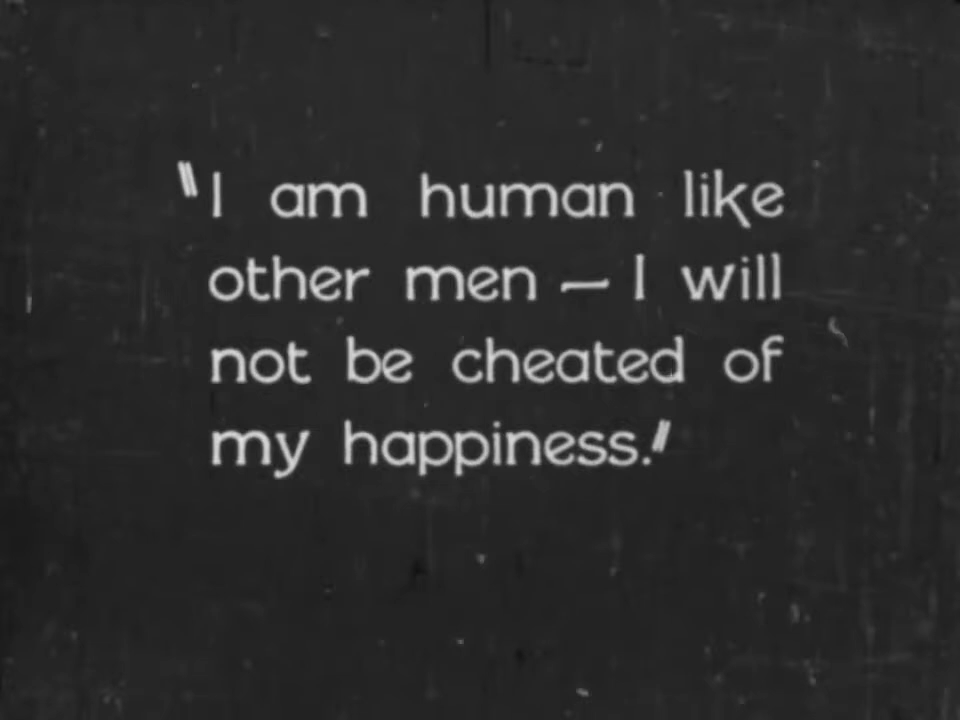 "I am human like
other men — I will
not be cheated of
my happiness."